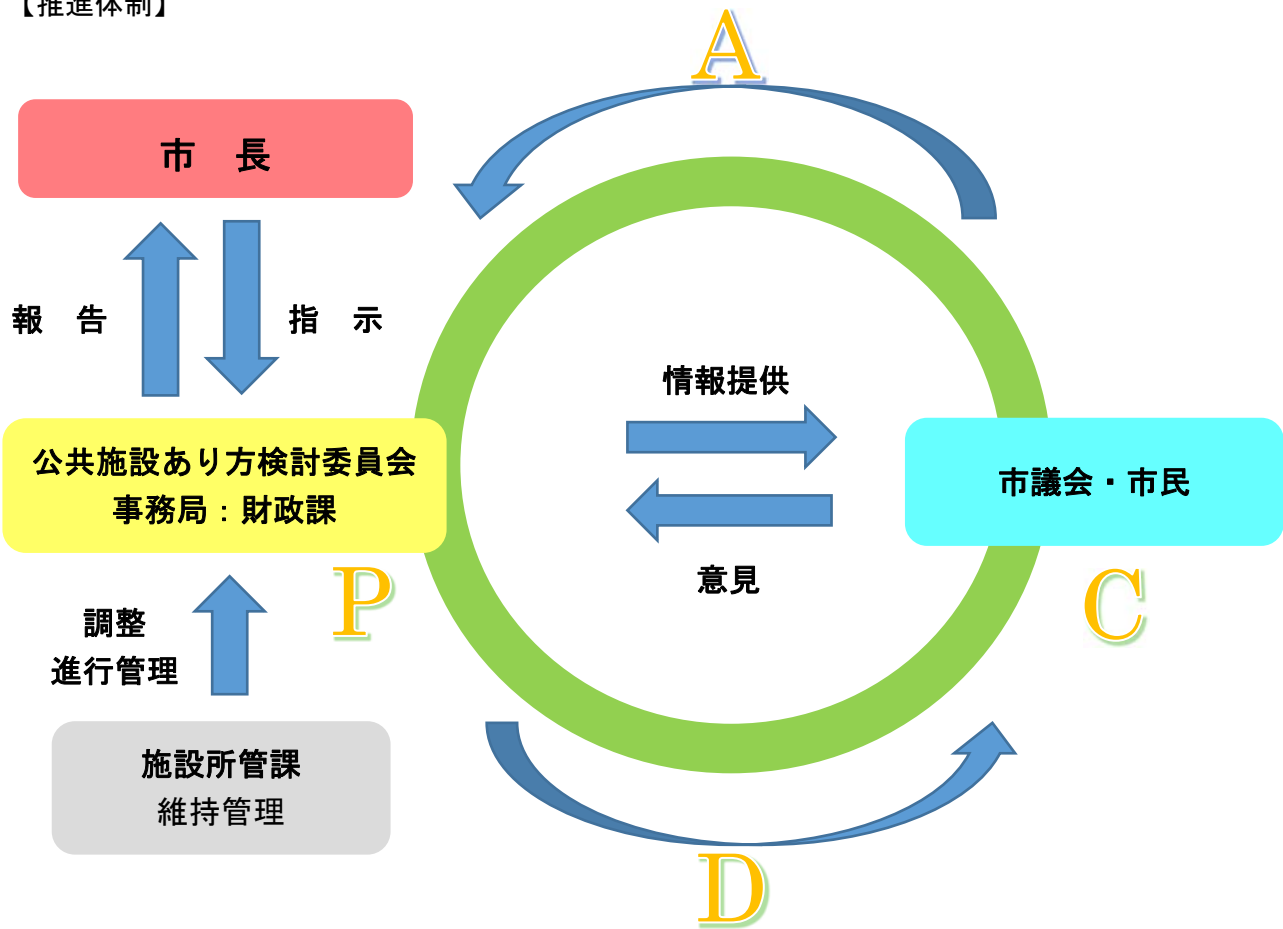 【推進体制】
A
市　長
報　告
指　示
情報提供
公共施設あり方検討委員会
事務局：財政課
市議会・市民
意見
P
C
調整
進行管理
施設所管課
維持管理
D